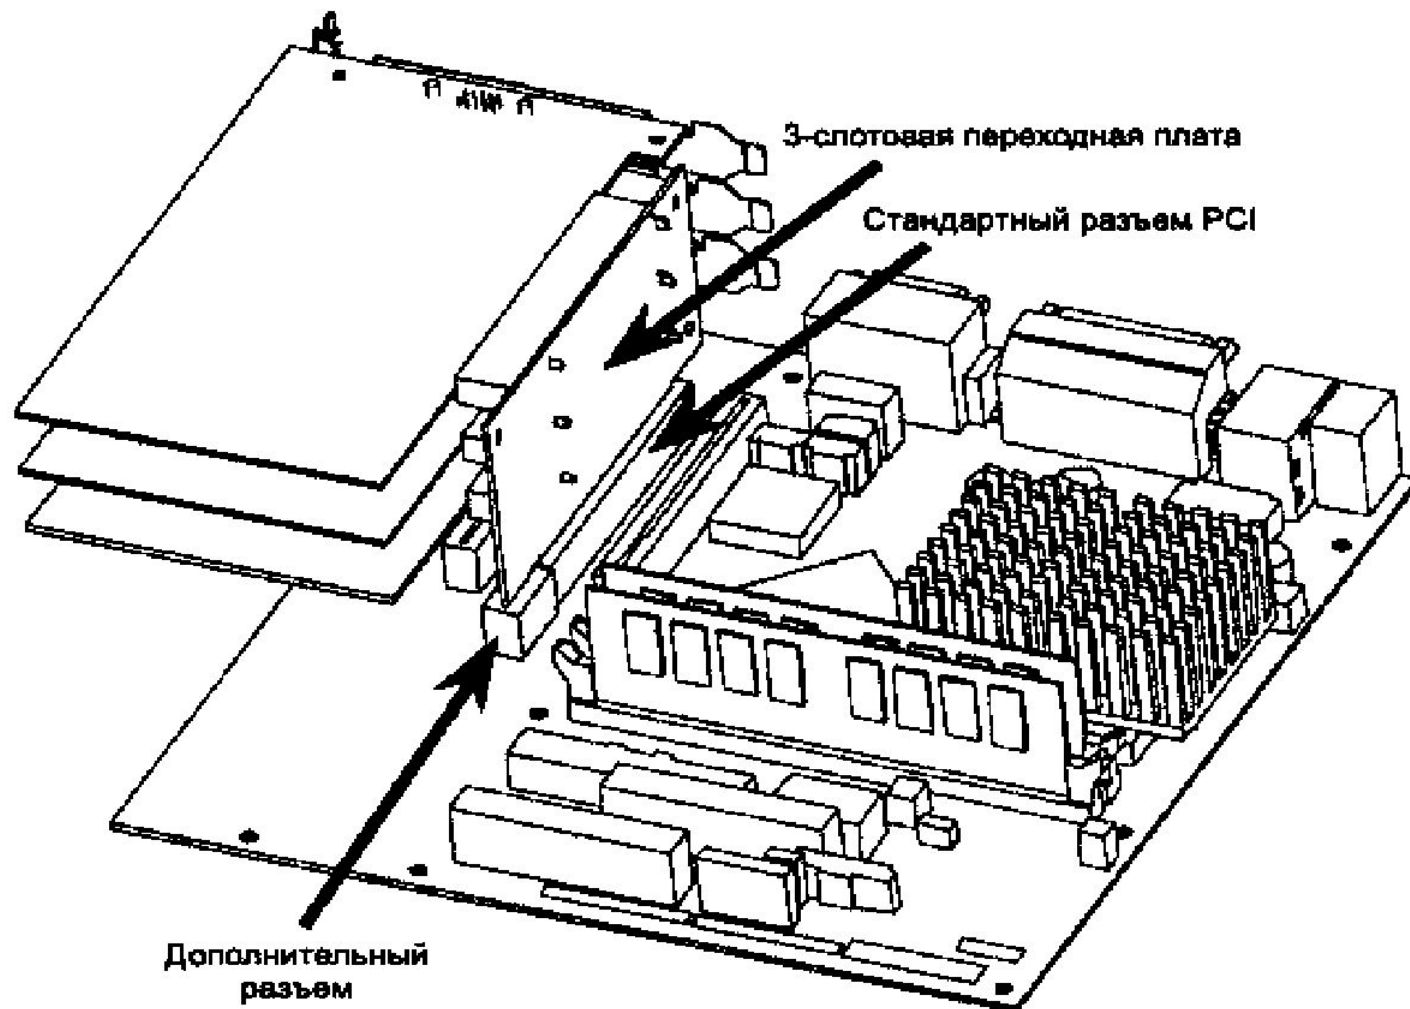 3-слотовая переходная плата
Стандартный разъем PCI
Дополнительный
разъем